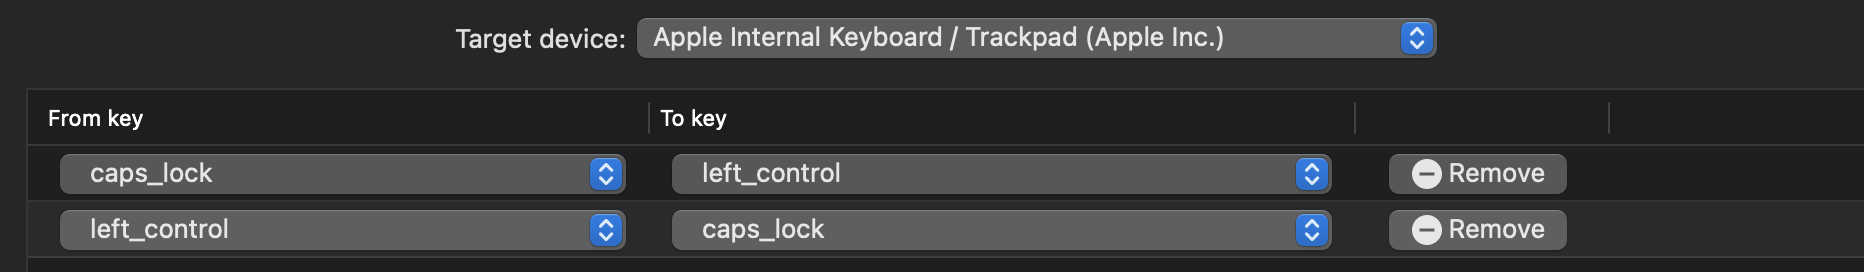 Target device: Apple Internal Keyboard / Trackpad (Apple Inc.)
From key To key
caps_lock left_control Remove
left_control caps_lock Remove